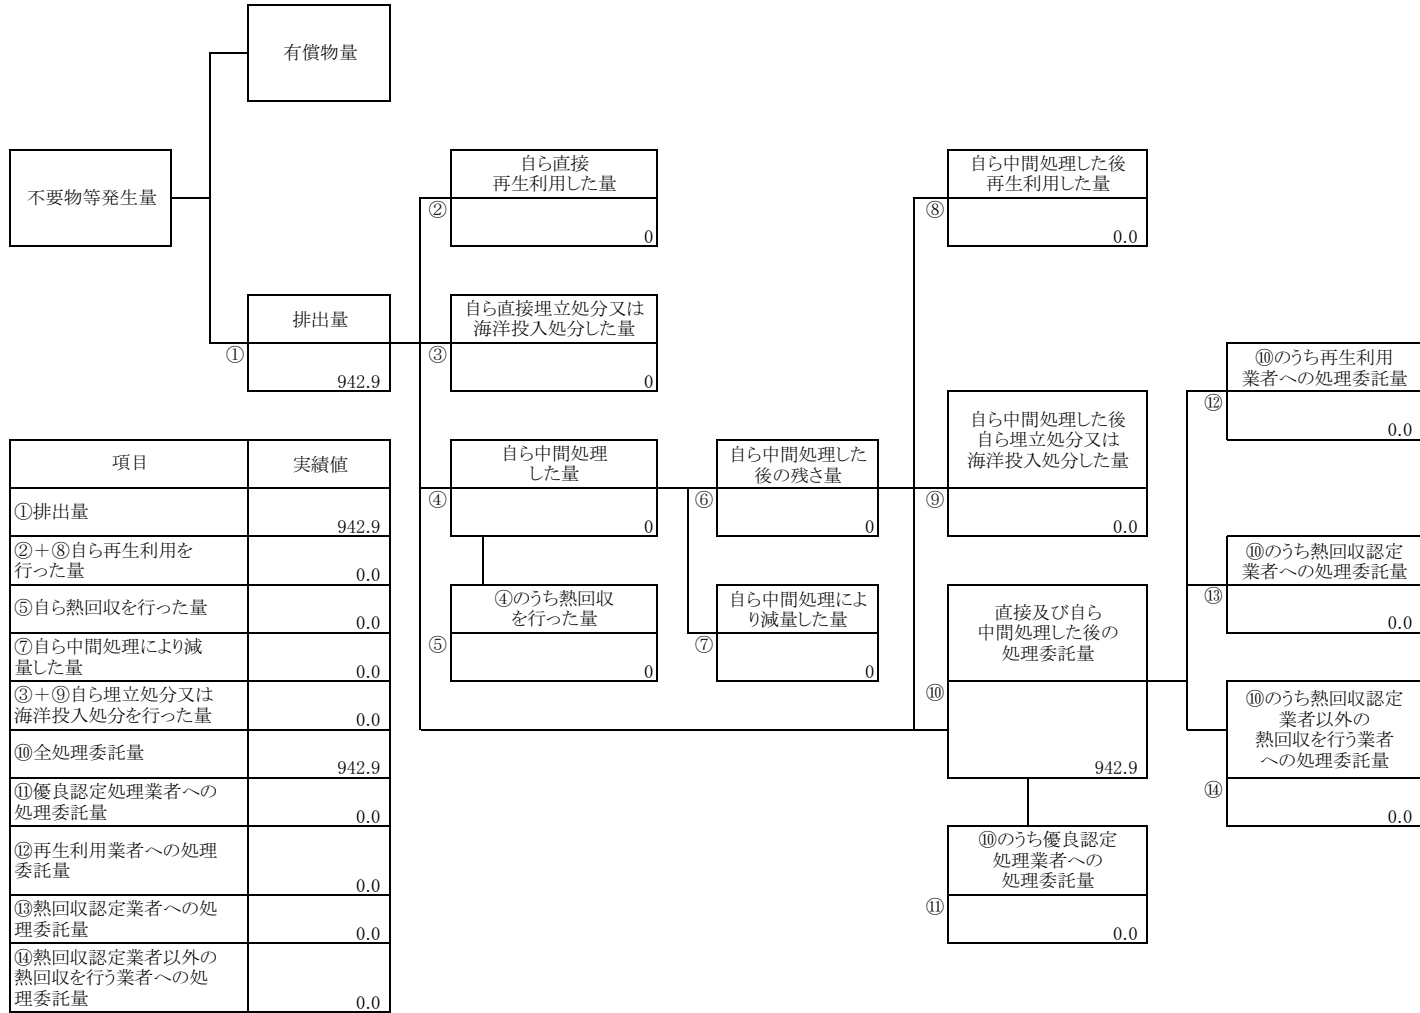 有償物量
不要物等発生量
自ら直接
再生利用した量
②
0
自ら中間処理した後
再生利用した量
⑧
0.0
排出量
①
942.9
自ら直接埋立処分又は
海洋投入処分した量
③
0
⑩のうち再生利用
業者への処理委託量
⑫
0.0
自ら中間処理
した量
④
0
自ら中間処理した
後の残さ量
⑥
0
自ら中間処理した後
自ら埋立処分又は
海洋投入処分した量
⑨
0.0
⑩のうち熱回収認定
業者への処理委託量
⑬
0.0
④のうち熱回収
を行った量
⑤
0
自ら中間処理によ
り減量した量
⑦
0
直接及び自ら
中間処理した後の
処理委託量
⑩
942.9
⑩のうち熱回収認定
業者以外の
熱回収を行う業者
への処理委託量
⑭
0.0
⑩のうち優良認定
処理業者への
処理委託量
⑪
0.0
項目
実績値
①排出量
942.9
②＋⑧自ら再生利用を
行った量
0.0
⑤自ら熱回収を行った量
0.0
⑦自ら中間処理により減
量した量
0.0
③＋⑨自ら埋立処分又は
海洋投入処分を行った量
0.0
⑩全処理委託量
942.9
⑪優良認定処理業者への
処理委託量
0.0
⑫再生利用業者への処理
委託量
0.0
⑬熱回収認定業者への処
理委託量
0.0
⑭熱回収認定業者以外の
熱回収を行う業者への処
理委託量
0.0